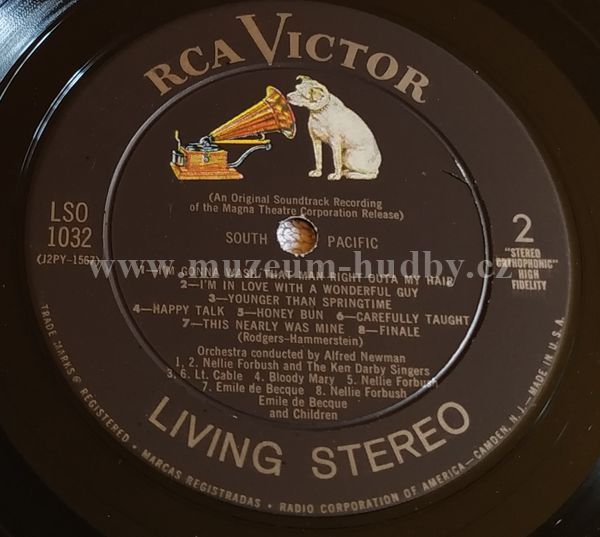 RCA VICTOR
(An Original Soundtrack Recording
of the Magna Theatre Corporation Release)
LSO
1032
(J2PY-1567)
SOUTH PACIFIC
2
"STEREO
ORTHOPHONIC"
HIGH
FIDELITY
1—I'M GONNA WASH THAT MAN RIGHT OUTA MY HAIR
2—I'M IN LOVE WITH A WONDERFUL GUY
3—YOUNGER THAN SPRINGTIME
4—HAPPY TALK 5—HONEY BUN 6—CAREFULLY TAUGHT
7—THIS NEARLY WAS MINE 8—FINALE
(Rodgers-Hammerstein)
Orchestra conducted by Alfred Newman
1, 2. Nellie Forbush and The Ken Darby Singers
3, 6. Lt. Cable 4. Bloody Mary 5. Nellie Forbush
7. Emile de Becque 8. Nellie Forbush
Emile de Becque
and Children
LIVING STEREO
TRADE MARKS ® REGISTERED • MARCAS REGISTRADAS • RADIO CORPORATION OF AMERICA—CAMDEN, N.J.—MADE IN U.S.A.
www.muzeum-hudby.cz